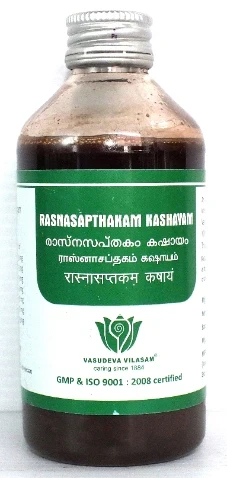 RASNASAPTHAKAM KASHAYAM
രാസ്നസപ്തകം കഷായം
ராஸ்னாசப்தகம் கஷாயம்
रास्नासप्तकम् कषायं
VASUDEVA VILASAM
caring since 1884
GMP & ISO 9001 : 2008 certified